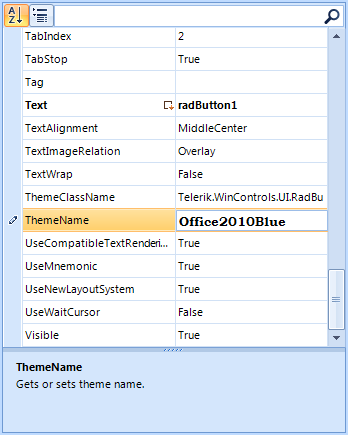 A
Z
TabIndex 2
TabStop True
Tag
Text radButton1
TextAlignment MiddleCenter
TextImageRelation Overlay
TextWrap False
ThemeClassName Telerik.WinControls.UI.RadBu
ThemeName Office2010Blue
UseCompatibleTextRenderi... True
UseMnemonic True
UseNewLayoutSystem True
UseWaitCursor False
Visible True
ThemeName
Gets or sets theme name.